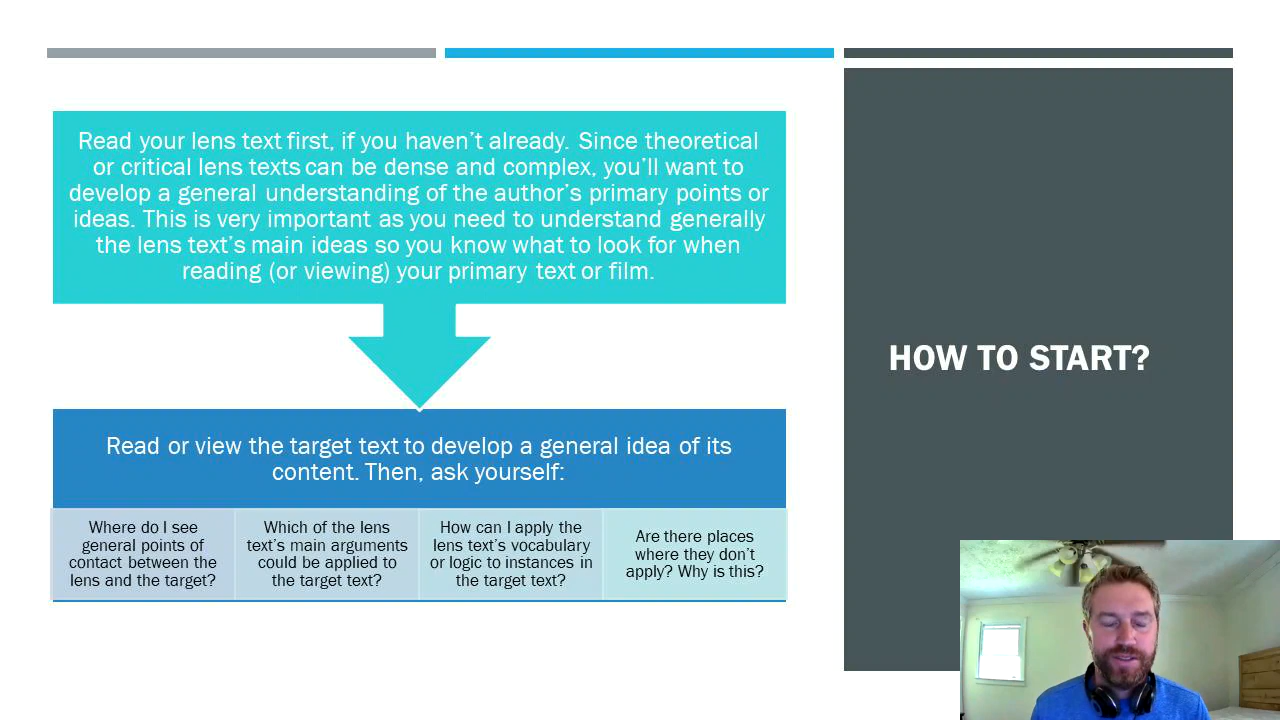 Read your lens text first, if you haven't already. Since theoretical
or critical lens texts can be dense and complex, you'll want to
develop a general understanding of the author's primary points or
ideas. This is very important as you need to understand generally
the lens text's main ideas so you know what to look for when
reading (or viewing) your primary text or film.
Read or view the target text to develop a general idea of its
content. Then, ask yourself:
Where do I see
general points of
contact between the
lens and the target?
Which of the lens
text's main arguments
could be applied to
the target text?
How can I apply the
lens text's vocabulary
or logic to instances in
the target text?
Are there places
where they don't
apply? Why is this?
HOW TO START?